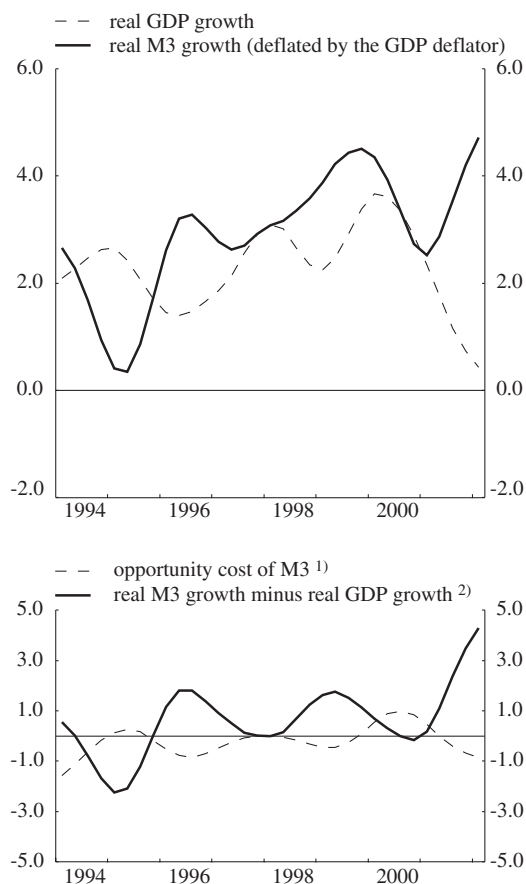 real GDP growth
real M3 growth (deflated by the GDP deflator)
6.0 6.0
4.0 4.0
2.0 2.0
0.0 0.0
-2.0 -2.0
1994 1996 1998 2000
opportunity cost of M3 1)
real M3 growth minus real GDP growth 2)
5.0 5.0
3.0 3.0
1.0 1.0
-1.0 -1.0
-3.0 -3.0
-5.0 -5.0
1994 1996 1998 2000